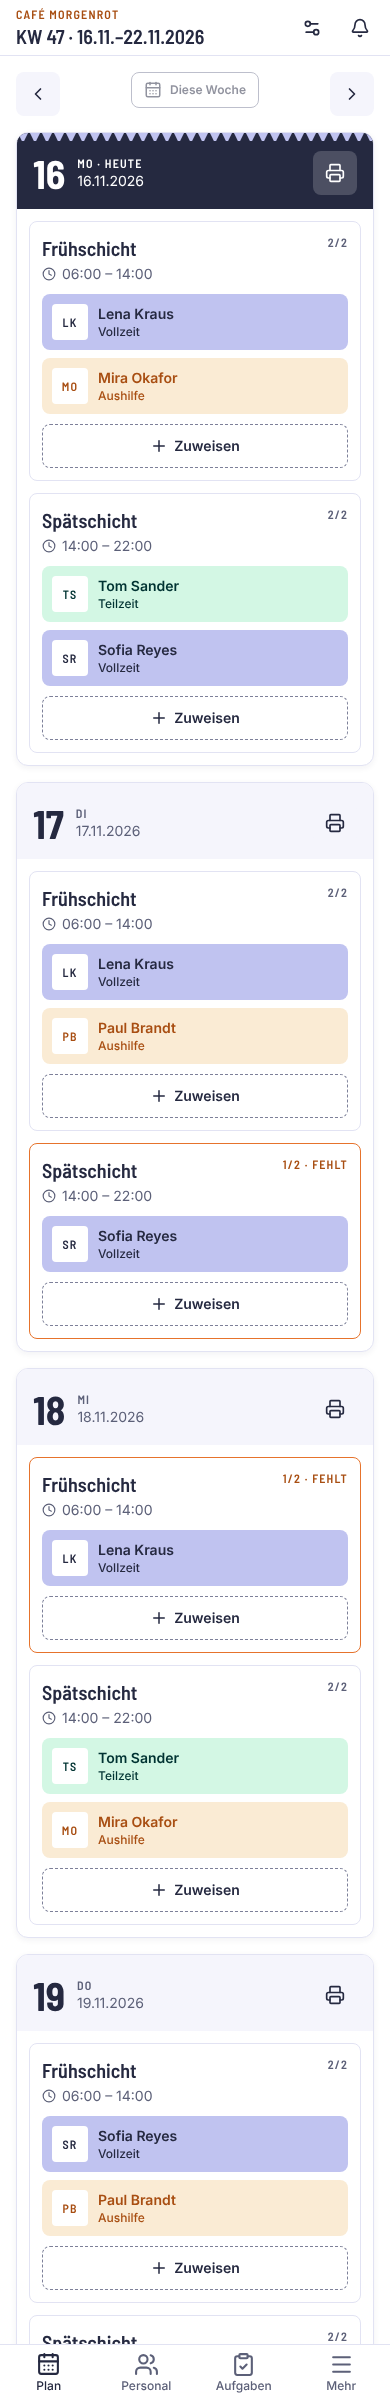 CAFÉ MORGENROT
KW 47 · 16.11.–22.11.2026
Diese Woche
16
MO · HEUTE
16.11.2026
Frühschicht
2/2
06:00 – 14:00
LK
Lena Kraus
Vollzeit
MO
Mira Okafor
Aushilfe
Zuweisen
Spätschicht
2/2
14:00 – 22:00
TS
Tom Sander
Teilzeit
SR
Sofia Reyes
Vollzeit
Zuweisen
17
DI
17.11.2026
Frühschicht
2/2
06:00 – 14:00
LK
Lena Kraus
Vollzeit
PB
Paul Brandt
Aushilfe
Zuweisen
Spätschicht
1/2 · FEHLT
14:00 – 22:00
SR
Sofia Reyes
Vollzeit
Zuweisen
18
MI
18.11.2026
Frühschicht
1/2 · FEHLT
06:00 – 14:00
LK
Lena Kraus
Vollzeit
Zuweisen
Spätschicht
2/2
14:00 – 22:00
TS
Tom Sander
Teilzeit
MO
Mira Okafor
Aushilfe
Zuweisen
19
DO
19.11.2026
Frühschicht
2/2
06:00 – 14:00
SR
Sofia Reyes
Vollzeit
PB
Paul Brandt
Aushilfe
Zuweisen
Spätschicht
2/2
Plan
Personal
Aufgaben
Mehr